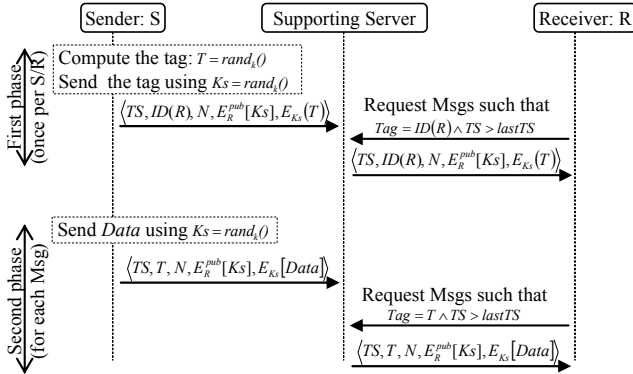 Sender: S
Supporting Server
Receiver: R
First phase
(once per S/R)
Compute the tag: T = rand_k()
Send the tag using Ks = rand_k()
⟨TS, ID(R), N, E_R^pub[Ks], E_Ks(T)⟩
Request Msgs such that
Tag = ID(R) ∧ TS > lastTS
⟨TS, ID(R), N, E_R^pub[Ks], E_Ks(T)⟩
Second phase
(for each Msg)
Send Data using Ks = rand_k()
⟨TS, T, N, E_R^pub[Ks], E_Ks[Data]⟩
Request Msgs such that
Tag = T ∧ TS > lastTS
⟨TS, T, N, E_R^pub[Ks], E_Ks[Data]⟩